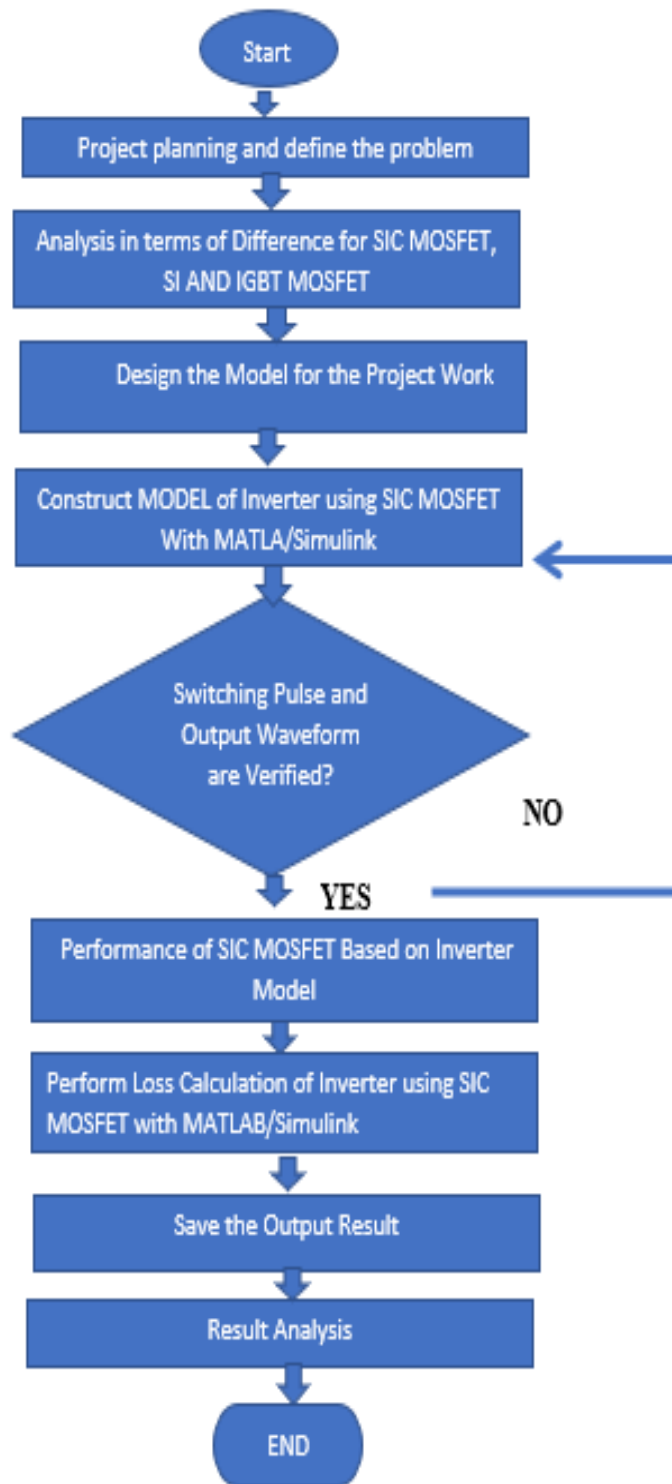 Start
Project planning and define the problem
Analysis in terms of Difference for SIC MOSFET,
SI AND IGBT MOSFET
Design the Model for the Project Work
Construct MODEL of Inverter using SIC MOSFET
With MATLA/Simulink
Switching Pulse and
Output Waveform
are Verified?
NO
YES
Performance of SIC MOSFET Based on Inverter
Model
Perform Loss Calculation of Inverter using SIC
MOSFET with MATLAB/Simulink
Save the Output Result
Result Analysis
END